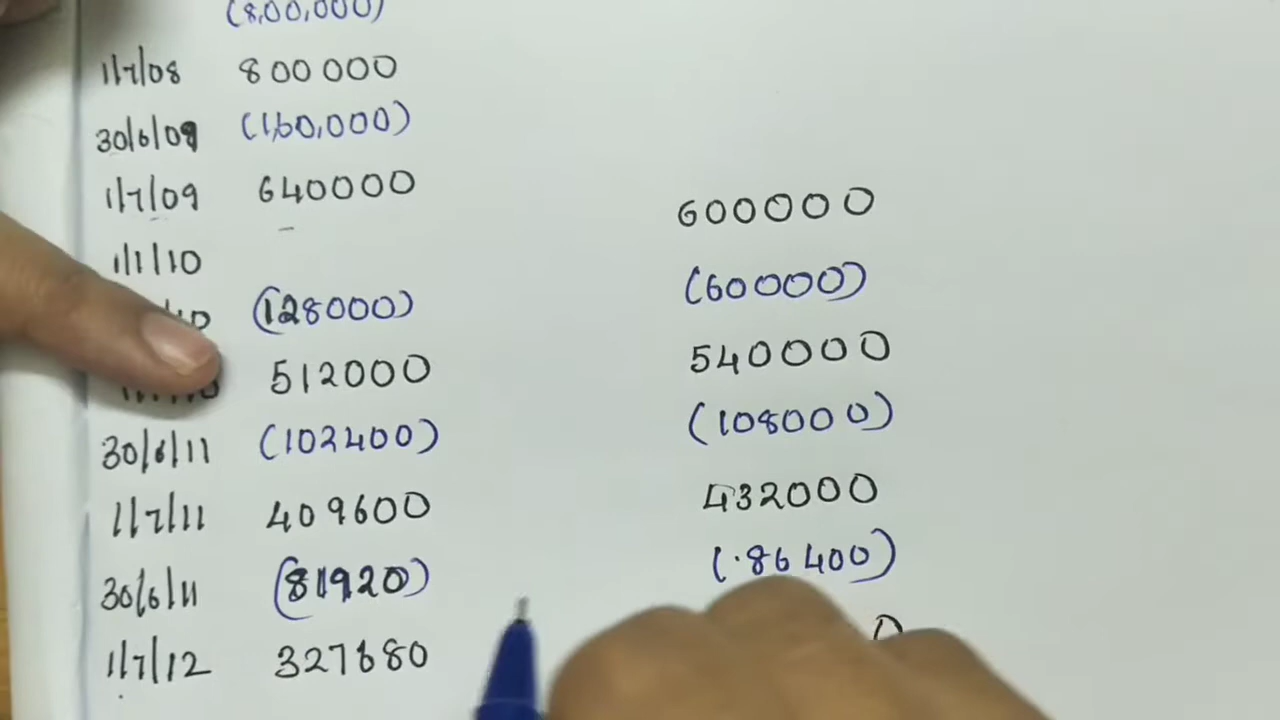 (8,00,000)
1/7/08 800000
30/6/09 (1,60,000)
1/7/09 640000 600000
1/1/10 (60000)
(128000)
512000 540000
30/6/11 (102400) (108000)
1/7/11 409600 432000
30/6/11 (81920) (86400)
1/7/12 327680